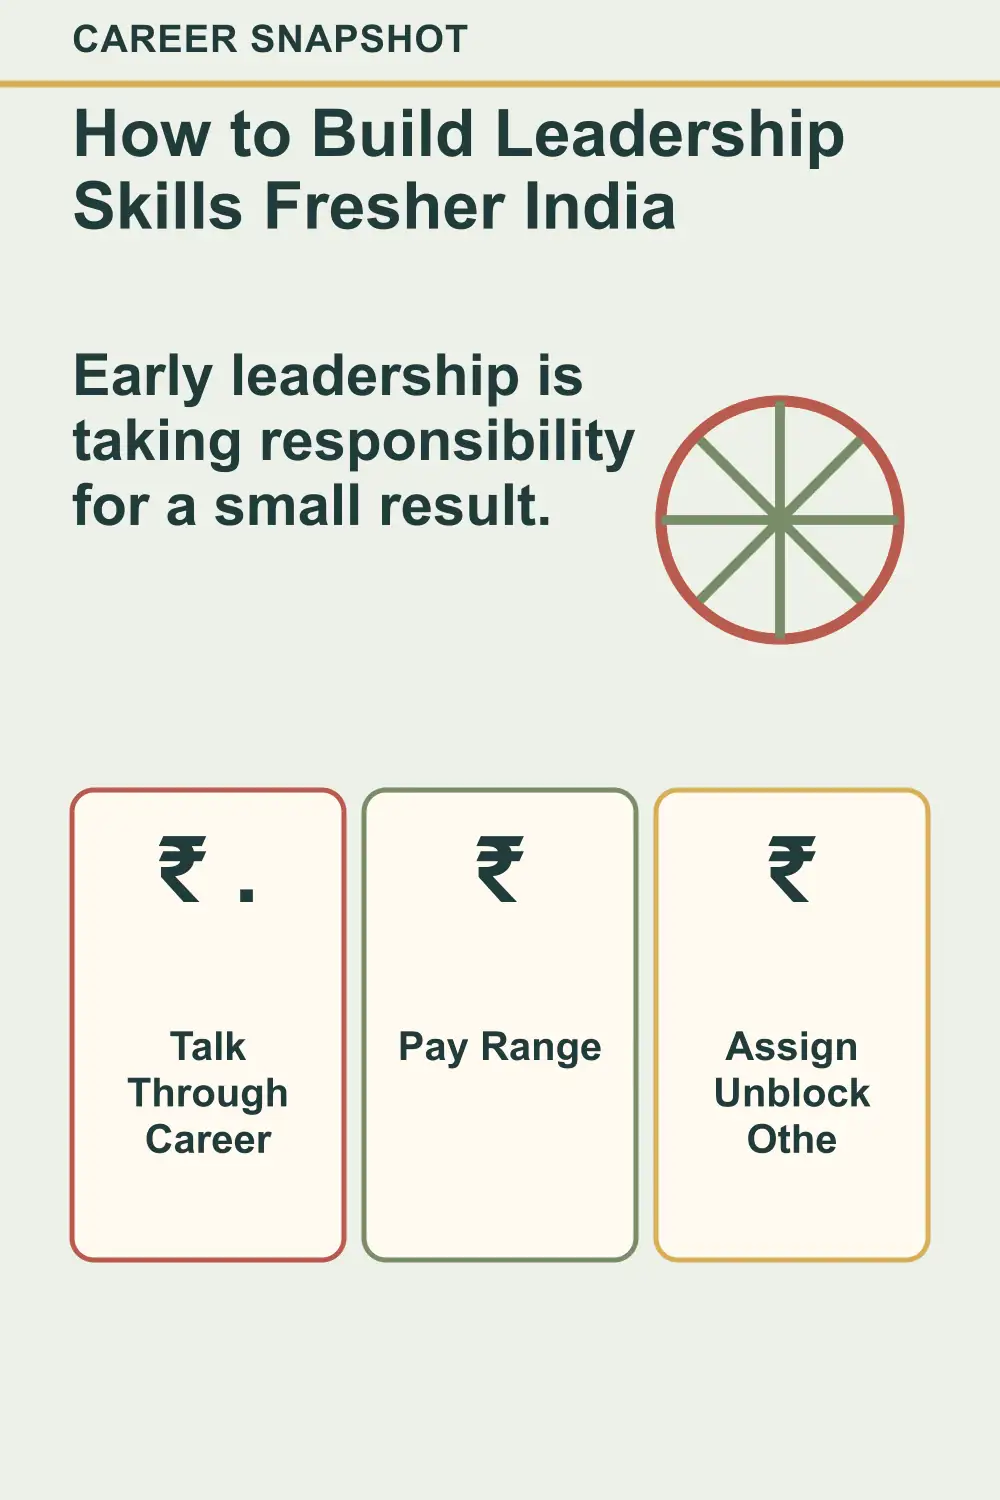 CAREER SNAPSHOT
How to Build Leadership
Skills Fresher India
Early leadership is
taking responsibility
for a small result.
₹ .
Talk
Through
Career
₹
Pay Range
₹
Assign
Unblock
Othe